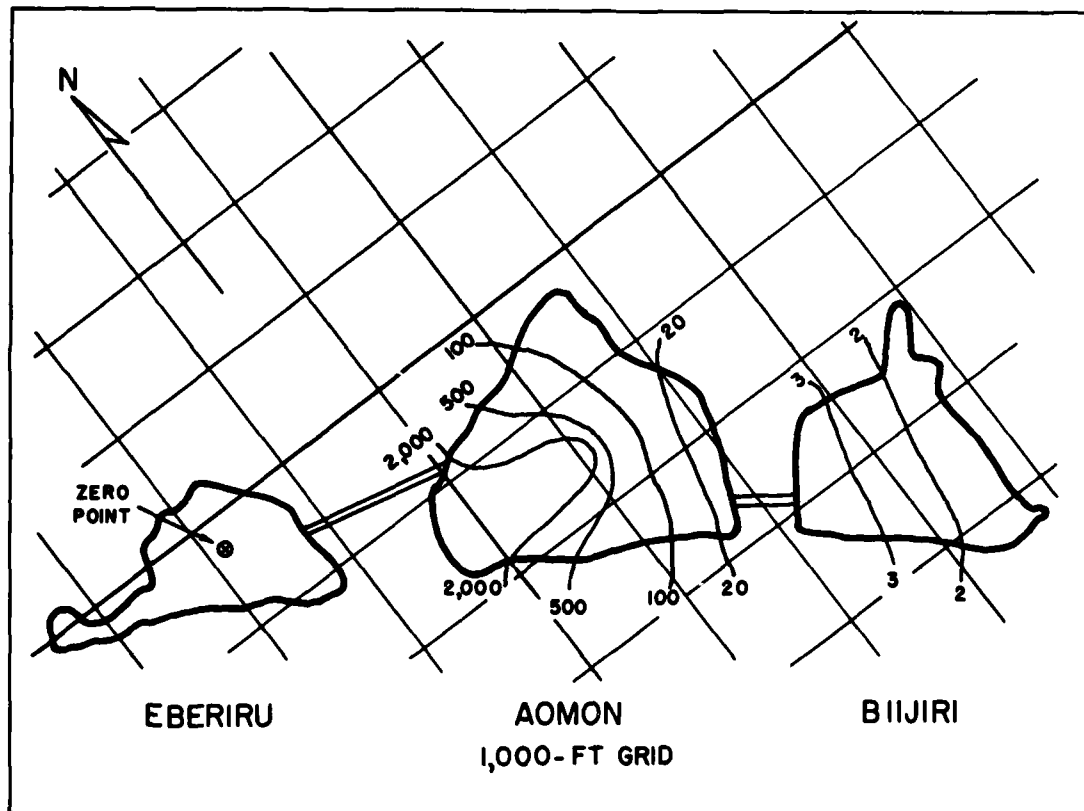 N
20
100
2
3
500
2,000
ZERO
POINT
2,000
500
100
20
3
2
EBERIRU
AOMON
BIIJIRI
1,000-FT GRID